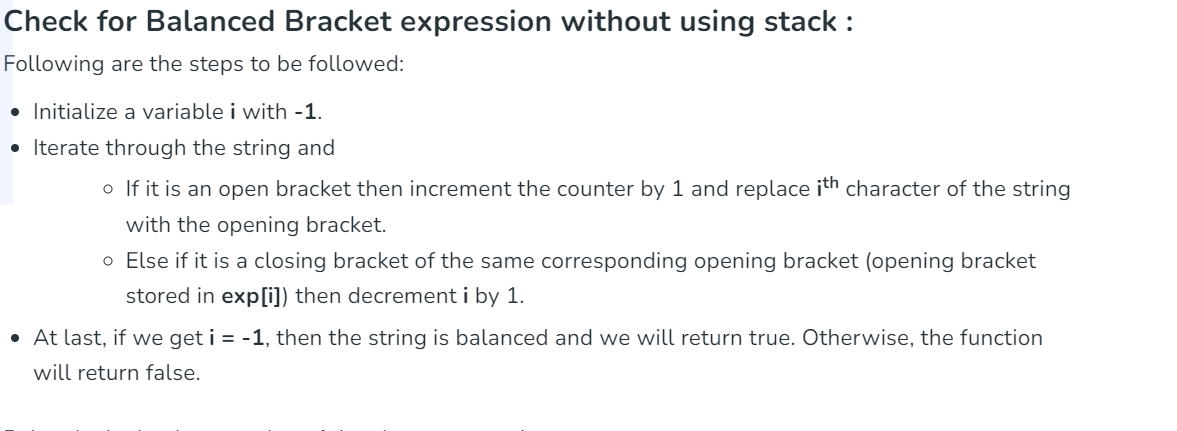 Check for Balanced Bracket expression without using stack :
Following are the steps to be followed:
• Initialize a variable i with -1.
• Iterate through the string and
◦ If it is an open bracket then increment the counter by 1 and replace ith character of the string
with the opening bracket.
◦ Else if it is a closing bracket of the same corresponding opening bracket (opening bracket
stored in exp[i]) then decrement i by 1.
• At last, if we get i = -1, then the string is balanced and we will return true. Otherwise, the function
will return false.